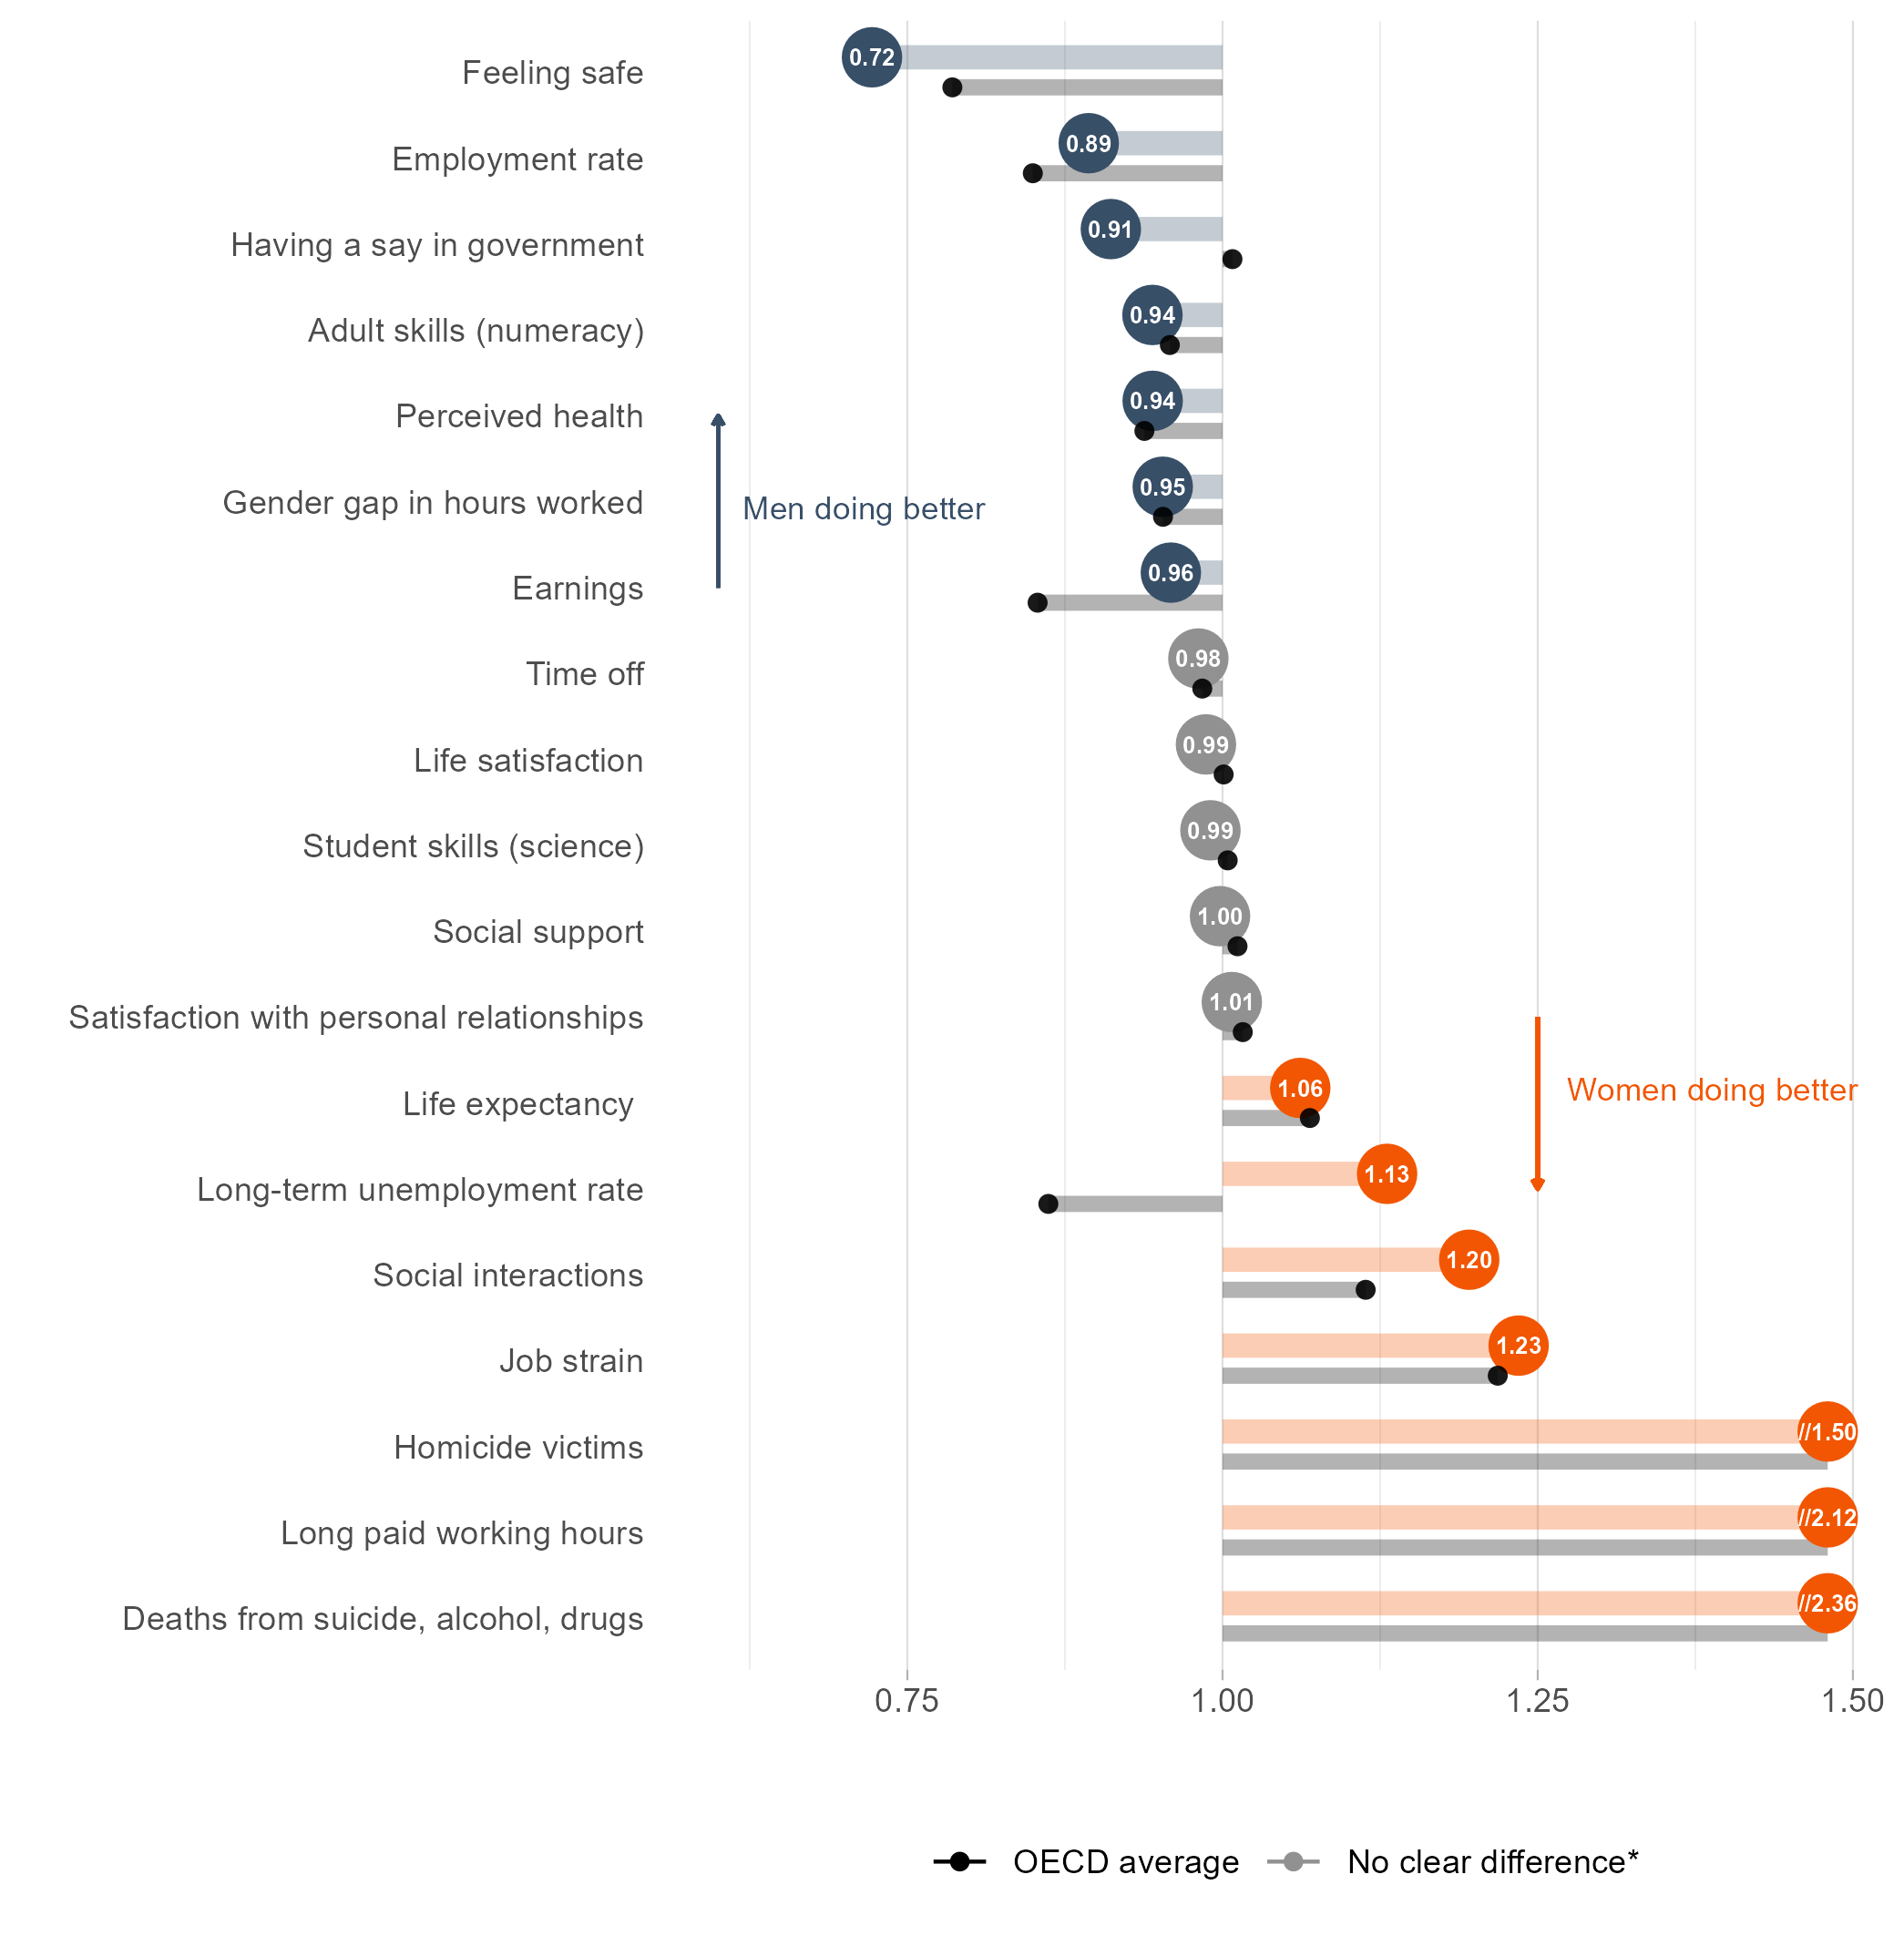 Feeling safe 0.72
Employment rate 0.89
Having a say in government 0.91
Adult skills (numeracy) 0.94
Perceived health 0.94
Gender gap in hours worked 0.95
Men doing better
Earnings 0.96
Time off 0.98
Life satisfaction 0.99
Student skills (science) 0.99
Social support 1.00
Satisfaction with personal relationships 1.01
Life expectancy 1.06
Women doing better
Long-term unemployment rate 1.13
Social interactions 1.20
Job strain 1.23
Homicide victims //1.50
Long paid working hours //2.12
Deaths from suicide, alcohol, drugs //2.36
0.75 1.00 1.25 1.50
OECD average No clear difference*